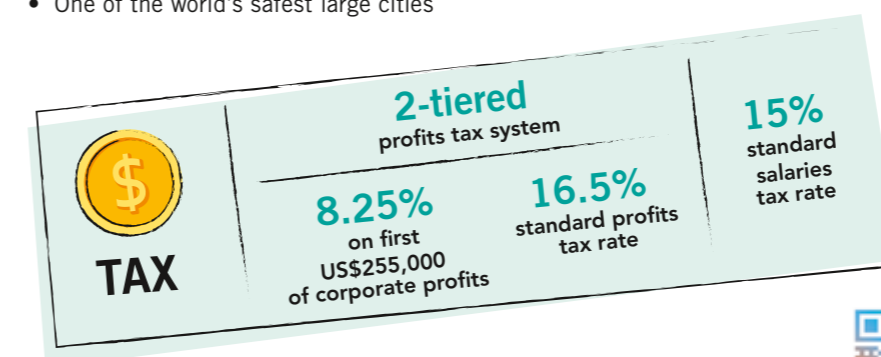 • One of the world's safest large cities
$
TAX
2-tiered
profits tax system
8.25%
on first
US$255,000
of corporate profits
16.5%
standard profits
tax rate
15%
standard
salaries
tax rate